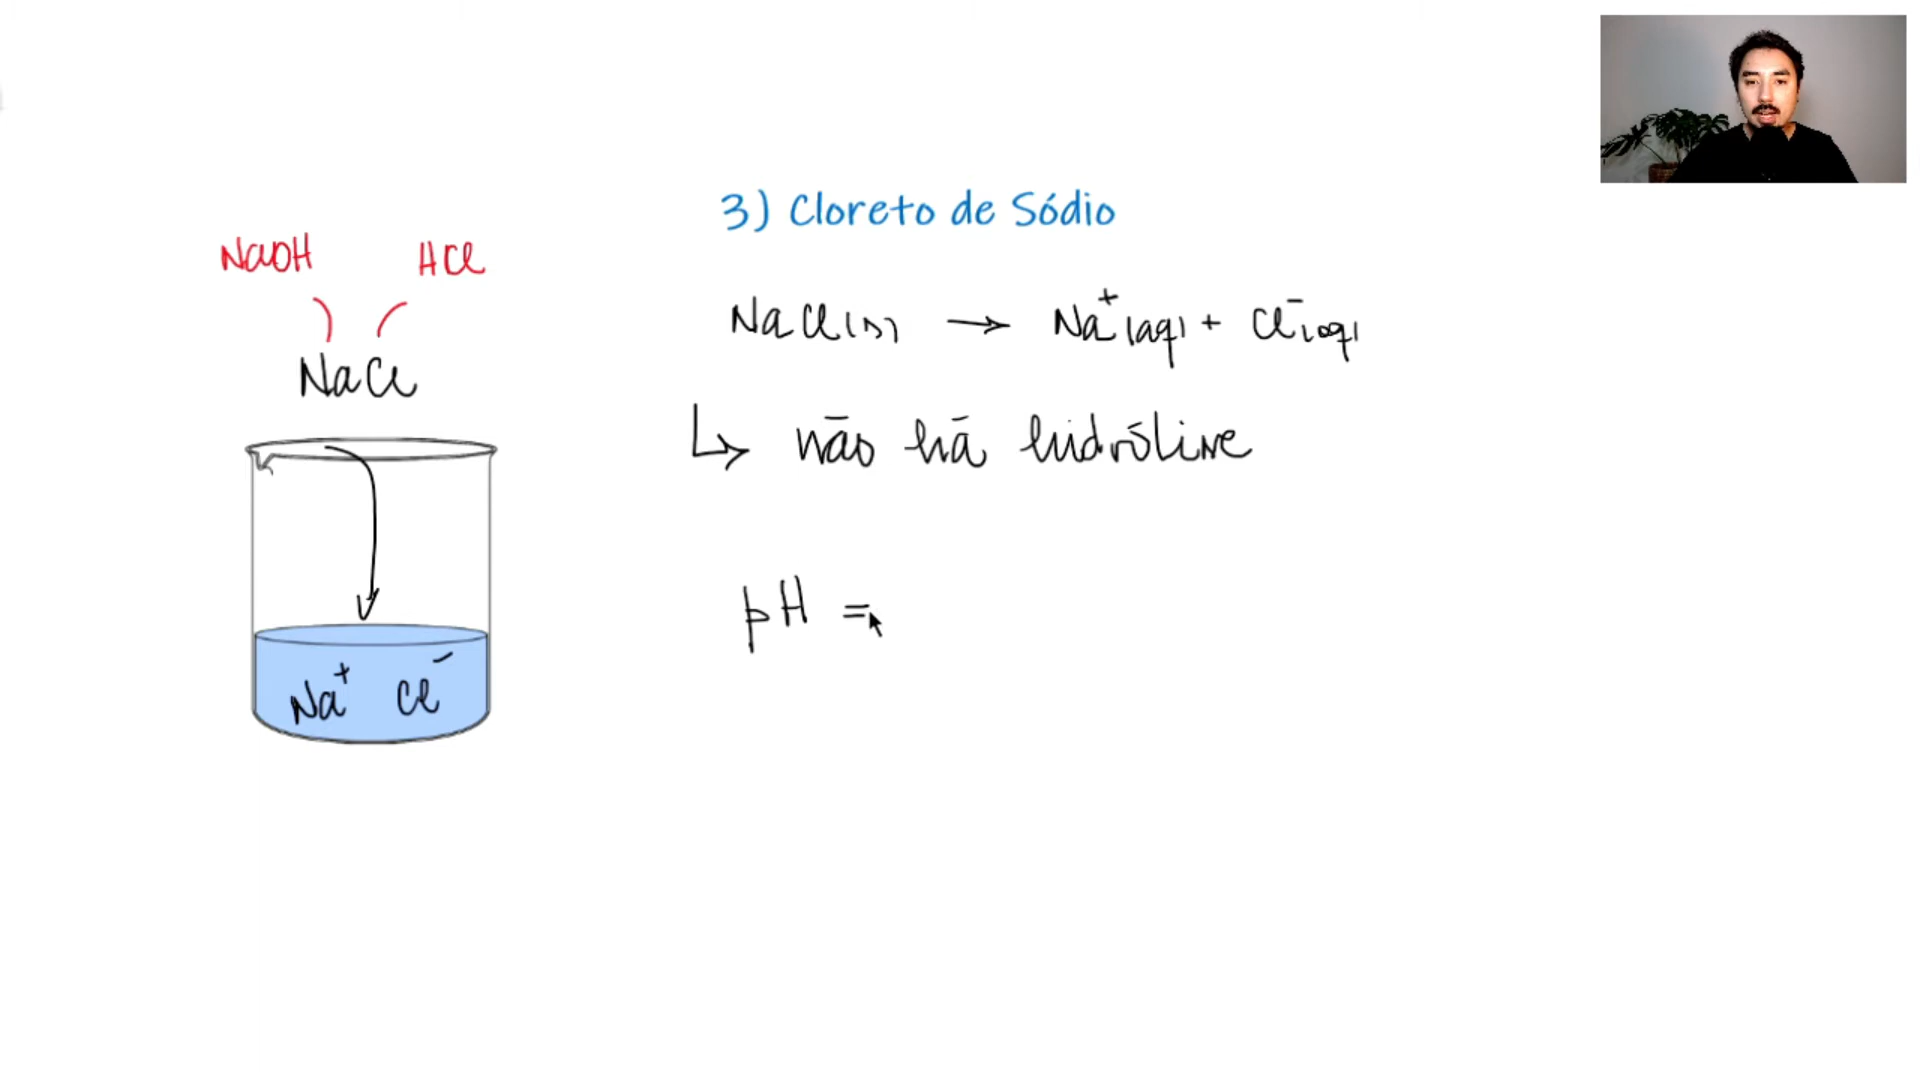 3) Cloreto de Sódio
NaOH HCl
NaCl
NaCl(s) → Na⁺(aq) + Cl⁻(aq)
↳ não há hidrólise
pH =
Na⁺ Cl⁻